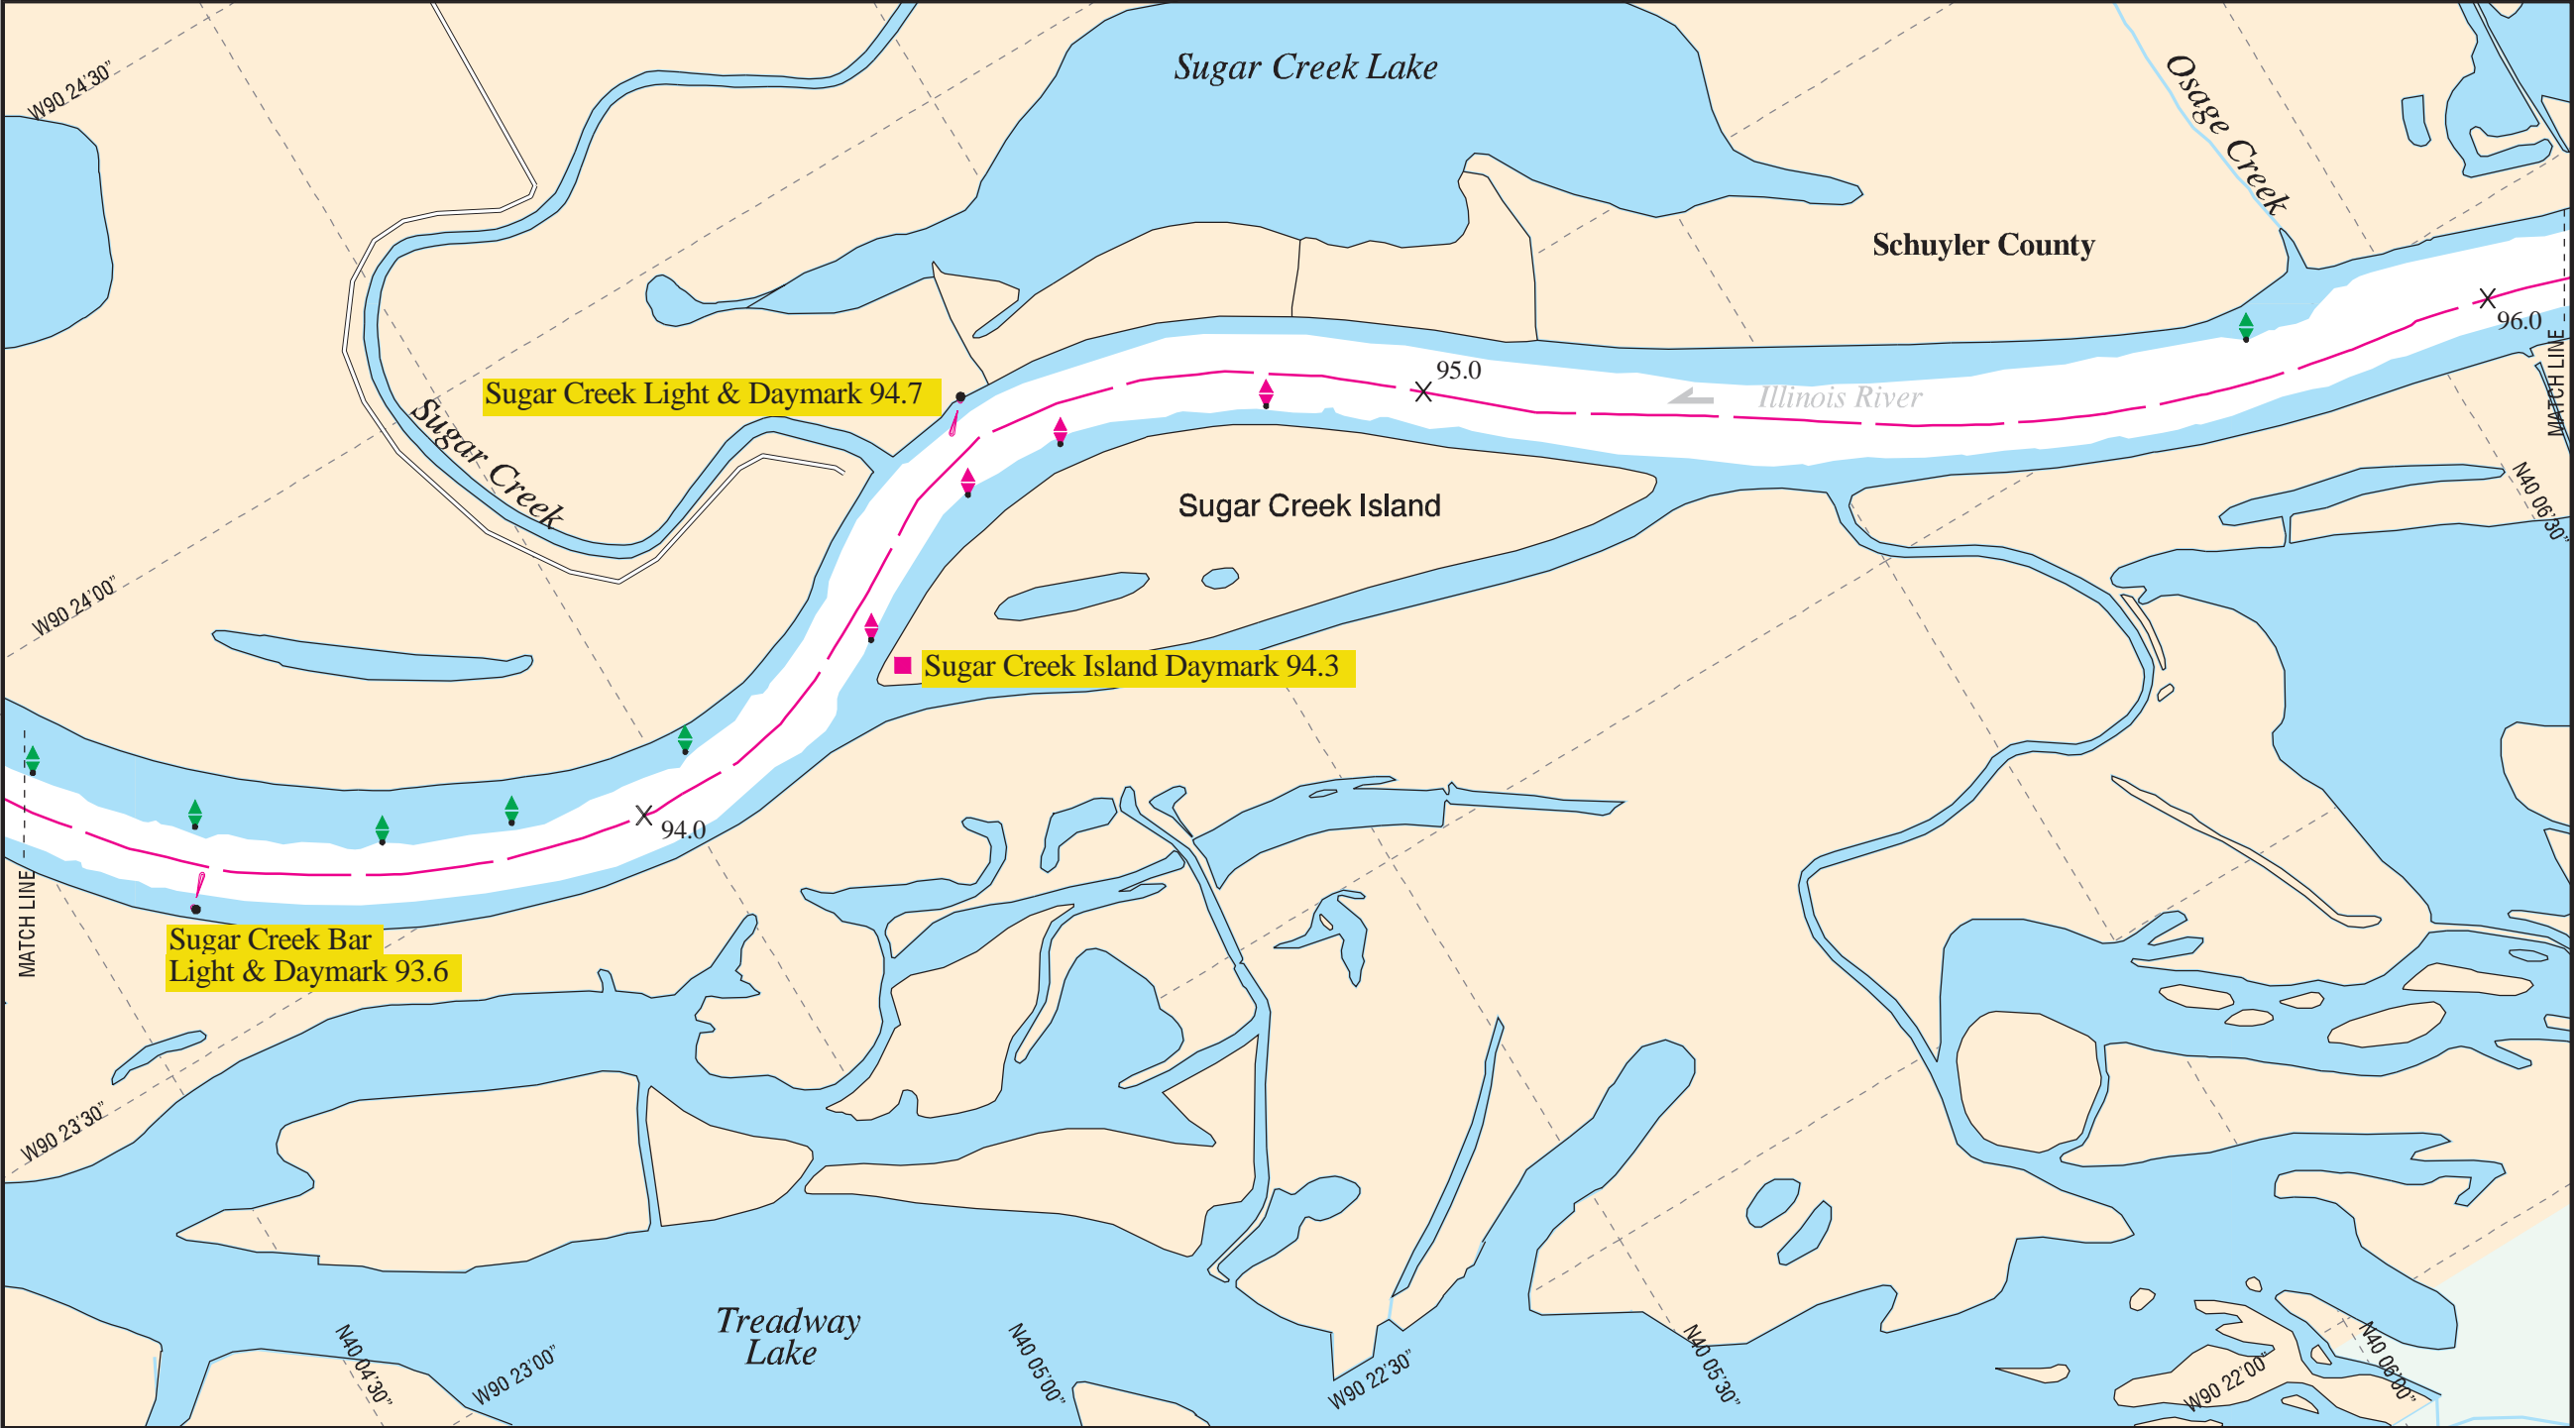 Sugar Creek Lake
Osage Creek
W90 24'30"
Schuyler County
96.0
MATCH LINE
95.0
Illinois River
Sugar Creek Light & Daymark 94.7
Sugar Creek
Sugar Creek Island
N40 06'30"
W90 24'00"
Sugar Creek Island Daymark 94.3
94.0
MATCH LINE
Sugar Creek Bar
Light & Daymark 93.6
W90 23'30"
Treadway
Lake
N40 04'30"
W90 23'00"
N40 05'00"
W90 22'30"
N40 05'30"
W90 22'00"
N40 06'00"